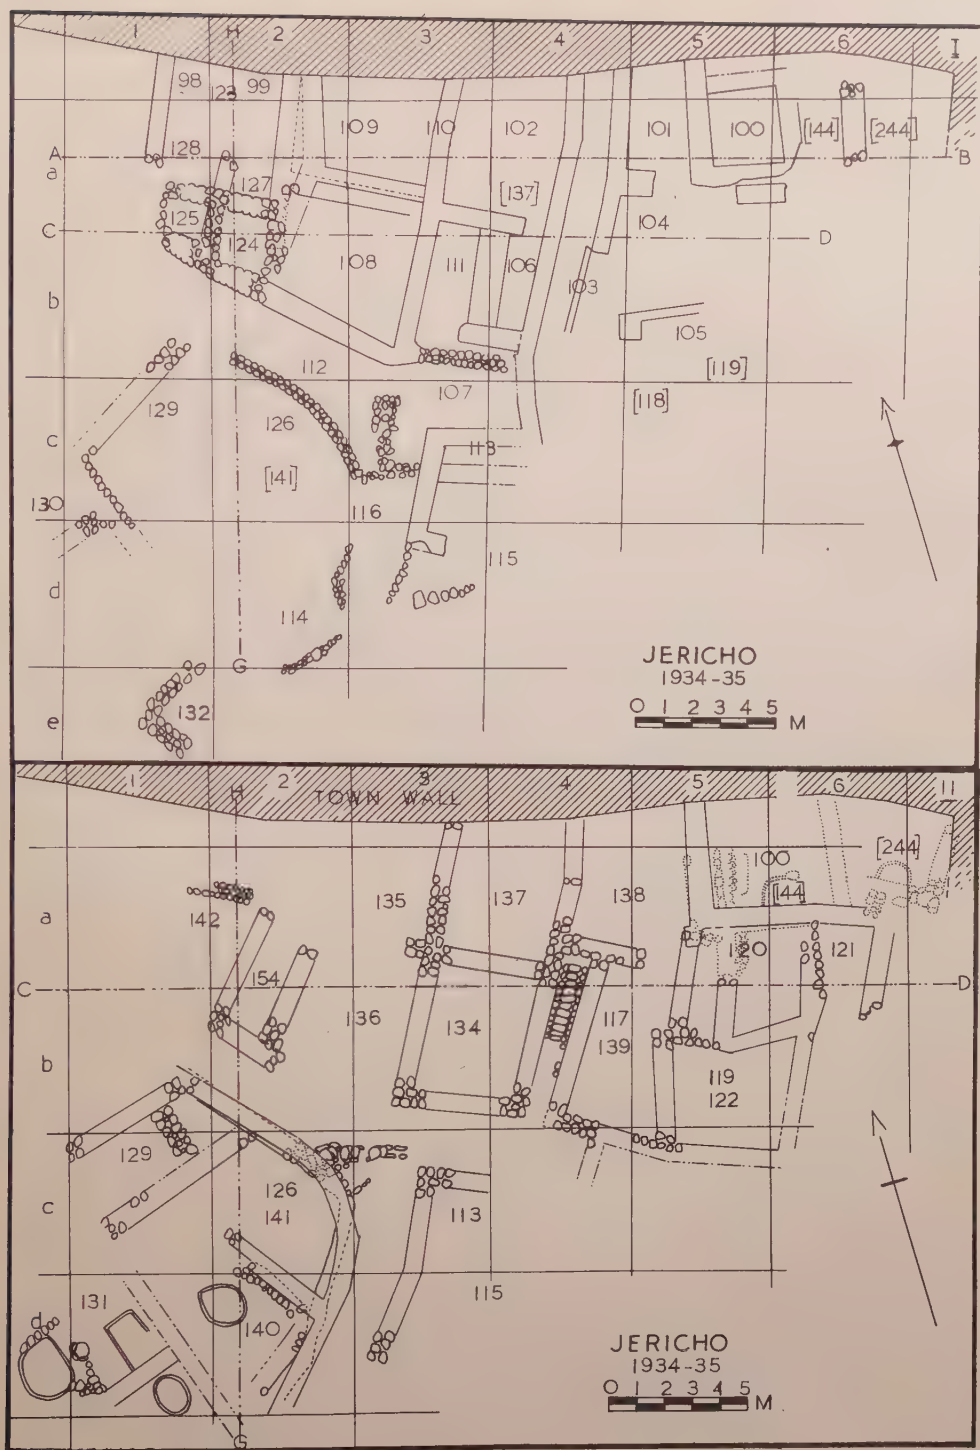 1 H 2 3 4 5 6 I
98 123 99 109 110 102 101 100 [144] [244]
A 128 B
a 127 [137]
125 104
C 124 D
108 111 106
b 103
105
112 [119]
129 107 [118]
c 126 113
[141]
130 116
115
d
114
JERICHO
1934-35
G
132 0 1 2 3 4 5 M
e
1 H 2 3 4 5 6 II
TOWN WALL
100 [244]
[144]
a 142 135 137 138
120 121
154
C D
136 134 117
139
b 119
122
129
126
c 141 113
131 115
d 140
JERICHO
1934-35
0 1 2 3 4 5 M
G